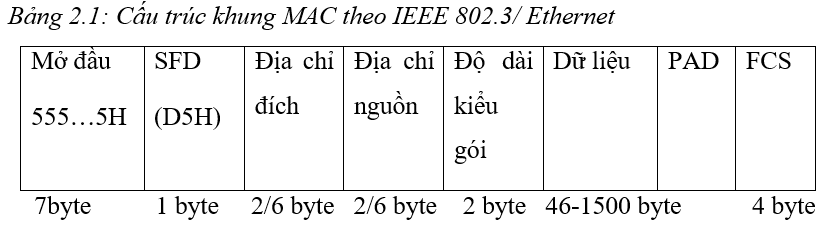 Bảng 2.1: Cấu trúc khung MAC theo IEEE 802.3/ Ethernet
Mở đầu SFD Địa chỉ Địa chỉ Độ dài Dữ liệu PAD FCS
555…5H (D5H) đích nguồn kiểu
gói
7byte 1 byte 2/6 byte 2/6 byte 2 byte 46-1500 byte 4 byte